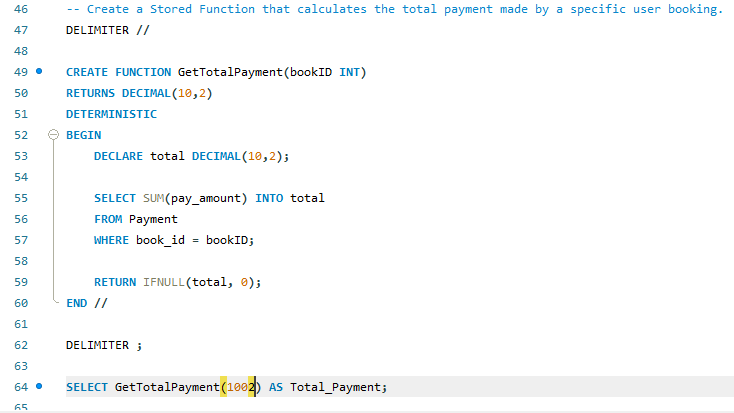 46 -- Create a Stored Function that calculates the total payment made by a specific user booking.
47 DELIMITER //
48
49 CREATE FUNCTION GetTotalPayment(bookID INT)
50 RETURNS DECIMAL(10,2)
51 DETERMINISTIC
52 BEGIN
53 DECLARE total DECIMAL(10,2);
54
55 SELECT SUM(pay_amount) INTO total
56 FROM Payment
57 WHERE book_id = bookID;
58
59 RETURN IFNULL(total, 0);
60 END //
61
62 DELIMITER ;
63
64 SELECT GetTotalPayment(1002) AS Total_Payment;
65